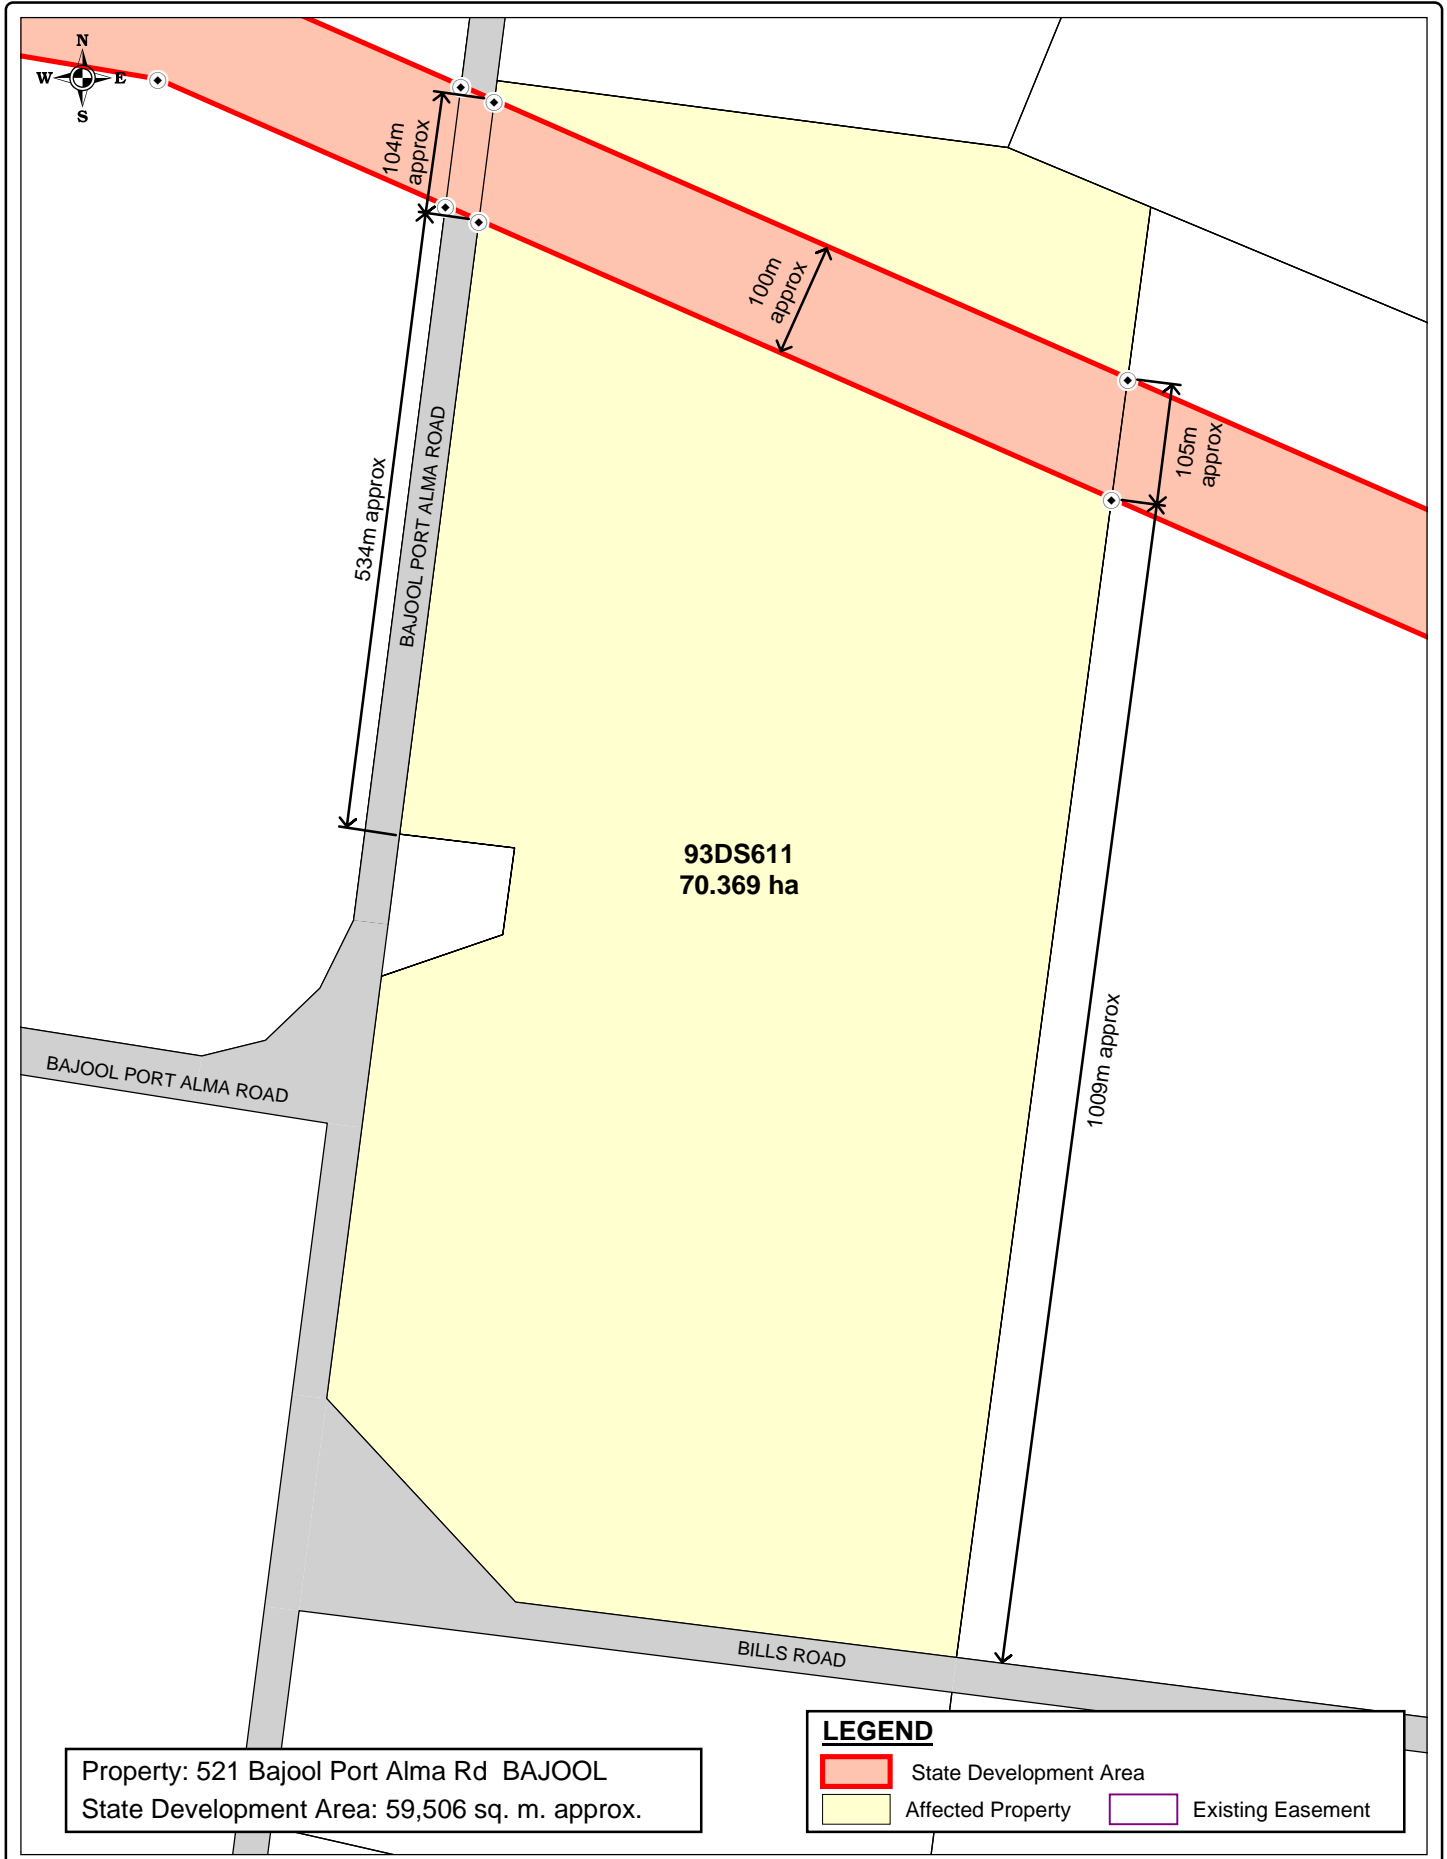 N
W E
S
104m
approx
100m
approx
105m
approx
534m approx
BAJOOL PORT ALMA ROAD
93DS611
70.369 ha
1009m approx
BAJOOL PORT ALMA ROAD
BILLS ROAD
Property: 521 Bajool Port Alma Rd BAJOOL
State Development Area: 59,506 sq. m. approx.
LEGEND
State Development Area
Affected Property
Existing Easement